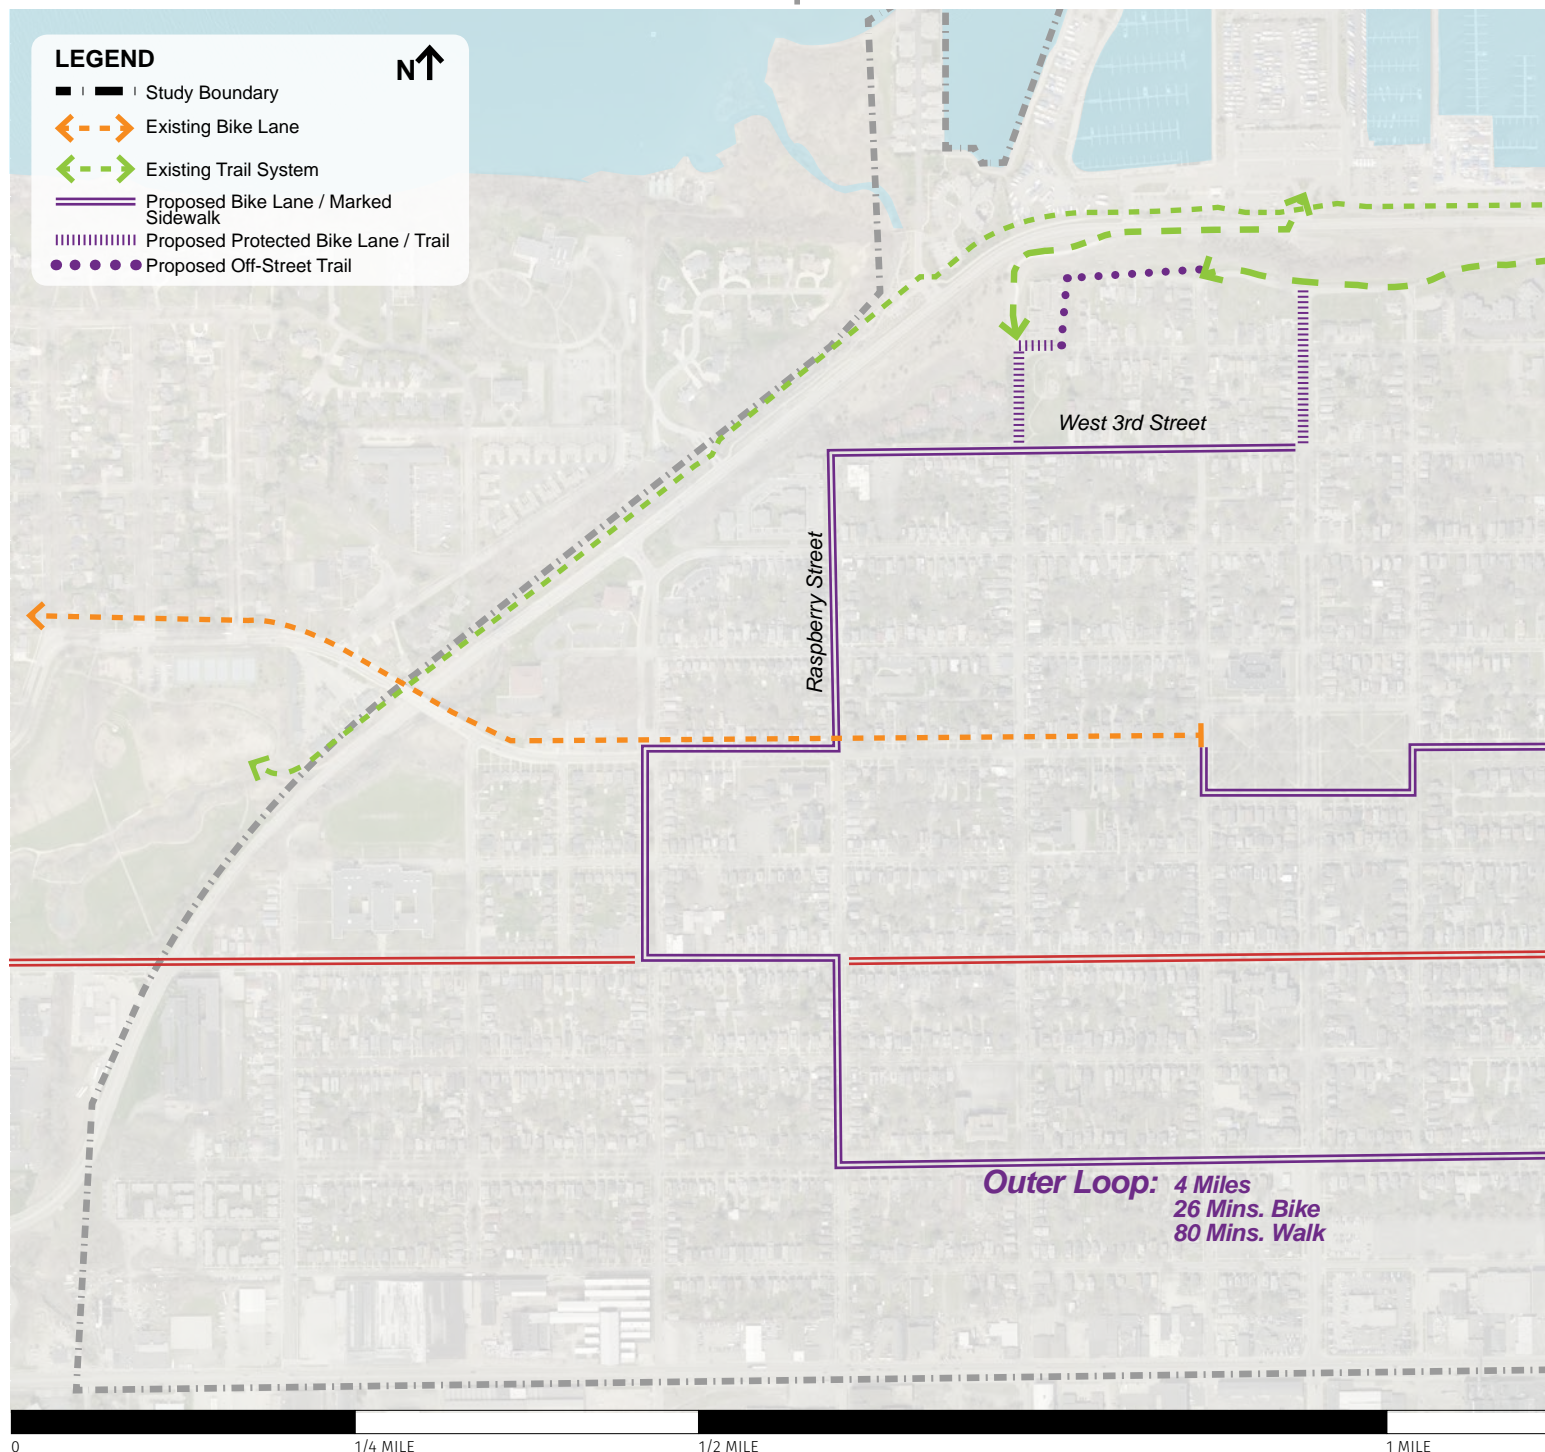 LEGEND
N
Study Boundary
Existing Bike Lane
Existing Trail System
Proposed Bike Lane / Marked
Sidewalk
Proposed Protected Bike Lane / Trail
Proposed Off-Street Trail
West 3rd Street
Raspberry Street
Outer Loop: 4 Miles
26 Mins. Bike
80 Mins. Walk
0 1/4 MILE 1/2 MILE 1 MILE